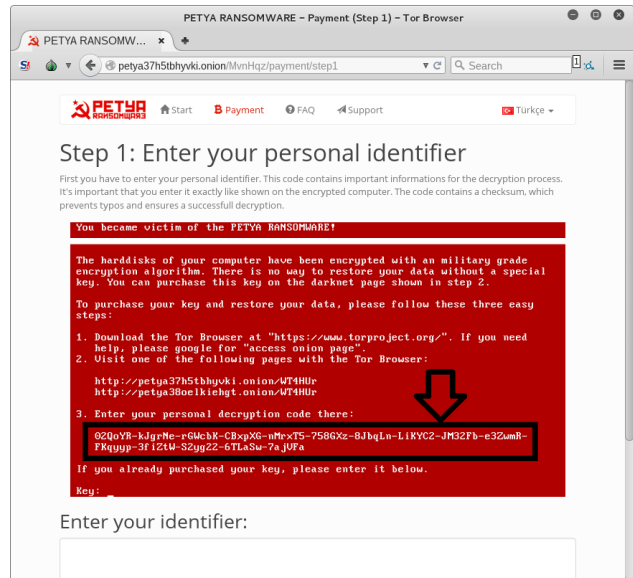 PETYA RANSOMWARE – Payment (Step 1) – Tor Browser
PETYA RANSOMW...
petya37h5tbhyvki.onion/MvnHqz/payment/step1
Search
1
PETYA
RANSOMWARE
Start
Payment
FAQ
Support
Türkçe
Step 1: Enter your personal identifier
First you have to enter your personal identifier. This code contains important informations for the decryption process.
It's important that you enter it exactly like shown on the encrypted computer. The code contains a checksum, which
prevents typos and ensures a successfull decryption.
You became victim of the PETYA RANSOMWARE!
The harddisks of your computer have been encrypted with an military grade
encryption algorithm. There is no way to restore your data without a special
key. You can purchase this key on the darknet page shown in step 2.
To purchase your key and restore your data, please follow these three easy
steps:
1. Download the Tor Browser at "https://www.torproject.org/". If you need
help, please google for "access onion page".
2. Visit one of the following pages with the Tor Browser:
http://petya37h5tbhyvki.onion/WT4HUr
http://petya38oelkiehgt.onion/WT4HUr
3. Enter your personal decryption code there:
02QoYR-kJgrNe-rGWcbK-CBxpXG-nMrxT5-758GXz-8JbqLn-LiKYC2-JM32Fb-e3ZwmR-
FKqyyp-3fiZtW-S2yg22-6TLaSw-7ajVFa
If you already purchased your key, please enter it below.
Key: _
Enter your identifier: